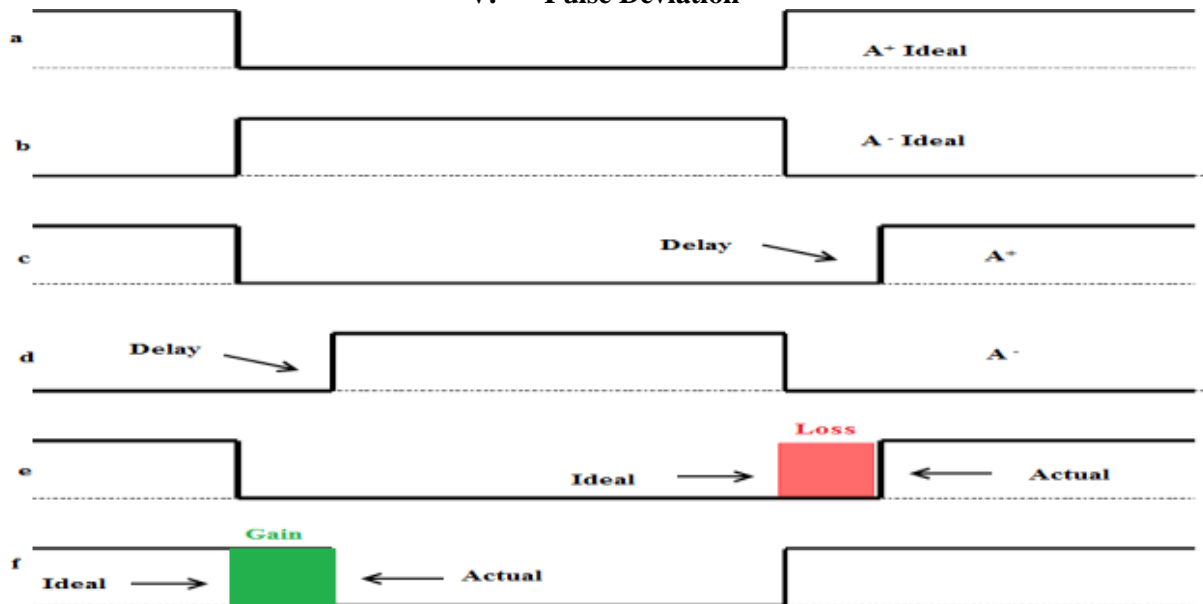 V. Pulse Deviation
a
A⁺ Ideal
b
A⁻ Ideal
c
Delay
A⁺
d
Delay
A⁻
Loss
e
Ideal
Actual
Gain
f
Ideal
Actual